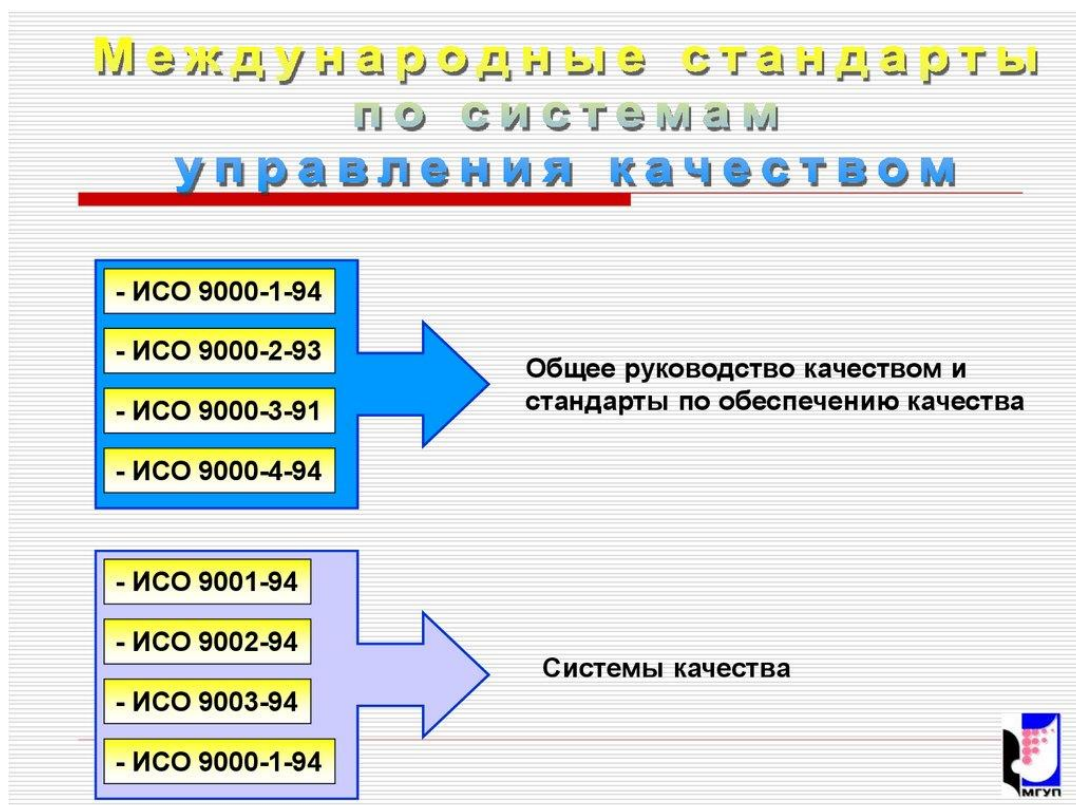 Международные стандарты
по системам
управления качеством
- ИСО 9000-1-94
- ИСО 9000-2-93
- ИСО 9000-3-91
- ИСО 9000-4-94
Общее руководство качеством и
стандарты по обеспечению качества
- ИСО 9001-94
- ИСО 9002-94
- ИСО 9003-94
- ИСО 9000-1-94
Системы качества
МГУП